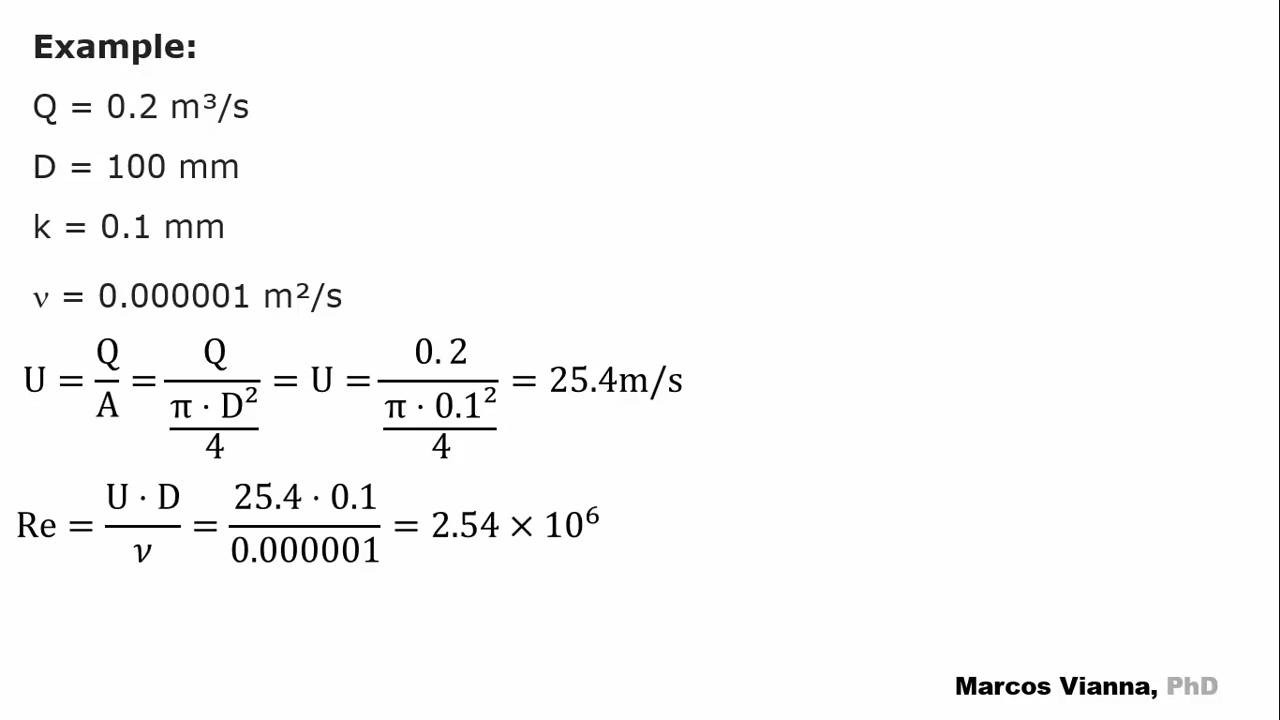 Example:
Q = 0.2 m³/s
D = 100 mm
k = 0.1 mm
ν = 0.000001 m²/s
U = Q/A = Q/((π · D²)/4) = U = 0.2/((π · 0.1²)/4) = 25.4m/s
Re = (U · D)/ν = (25.4 · 0.1)/0.000001 = 2.54 × 10⁶
Marcos Vianna, PhD